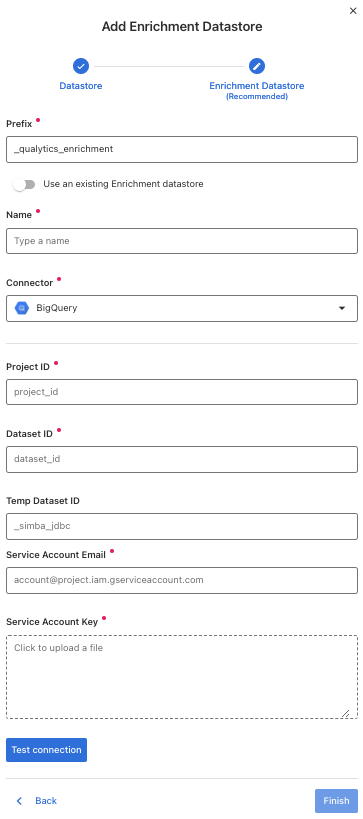 Add Enrichment Datastore
Datastore
Enrichment Datastore
(Recommended)
Prefix
_qualytics_enrichment
Use an existing Enrichment datastore
Name
Type a name
Connector
BigQuery
Project ID
project_id
Dataset ID
dataset_id
Temp Dataset ID
_simba_jdbc
Service Account Email
account@project.iam.gserviceaccount.com
Service Account Key
Click to upload a file
Test connection
Back
Finish